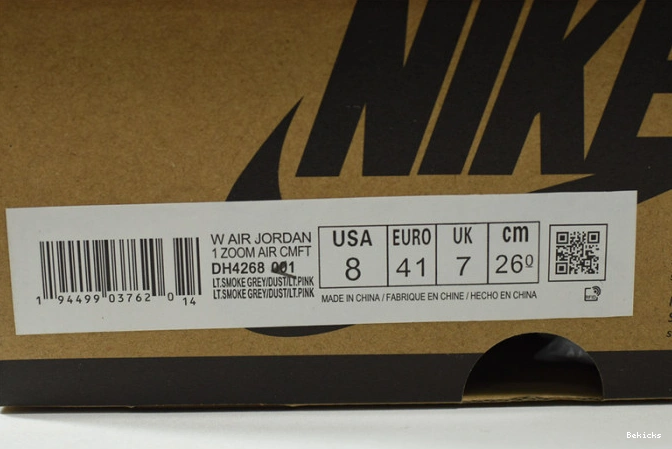 NIKE
W AIR JORDAN
1 ZOOM AIR CMFT
DH4268 001
LT.SMOKE GREY/DUST/LT.PINK
LT.SMOKE GREY/DUST/LT.PINK
1 94499 03762 0 14
USA EURO UK cm
8 41 7 260
MADE IN CHINA / FABRIQUE EN CHINE / HECHO EN CHINA
Bekicks